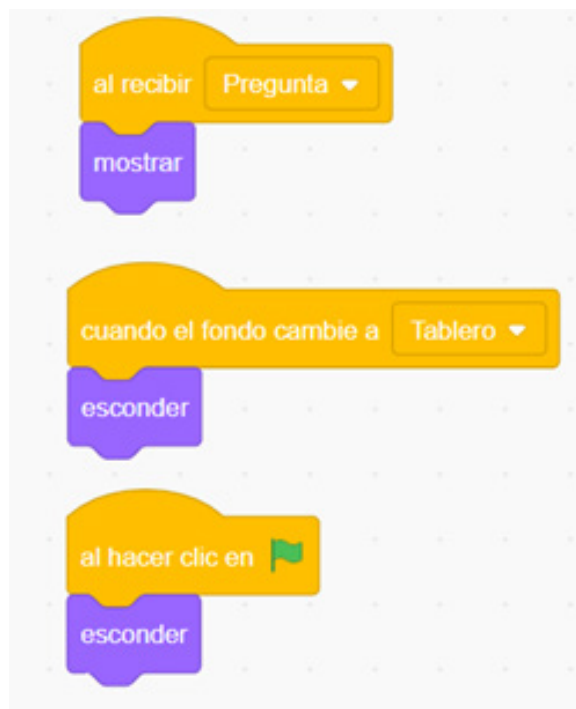 al recibir Pregunta
mostrar
cuando el fondo cambie a Tablero
esconder
al hacer clic en
esconder